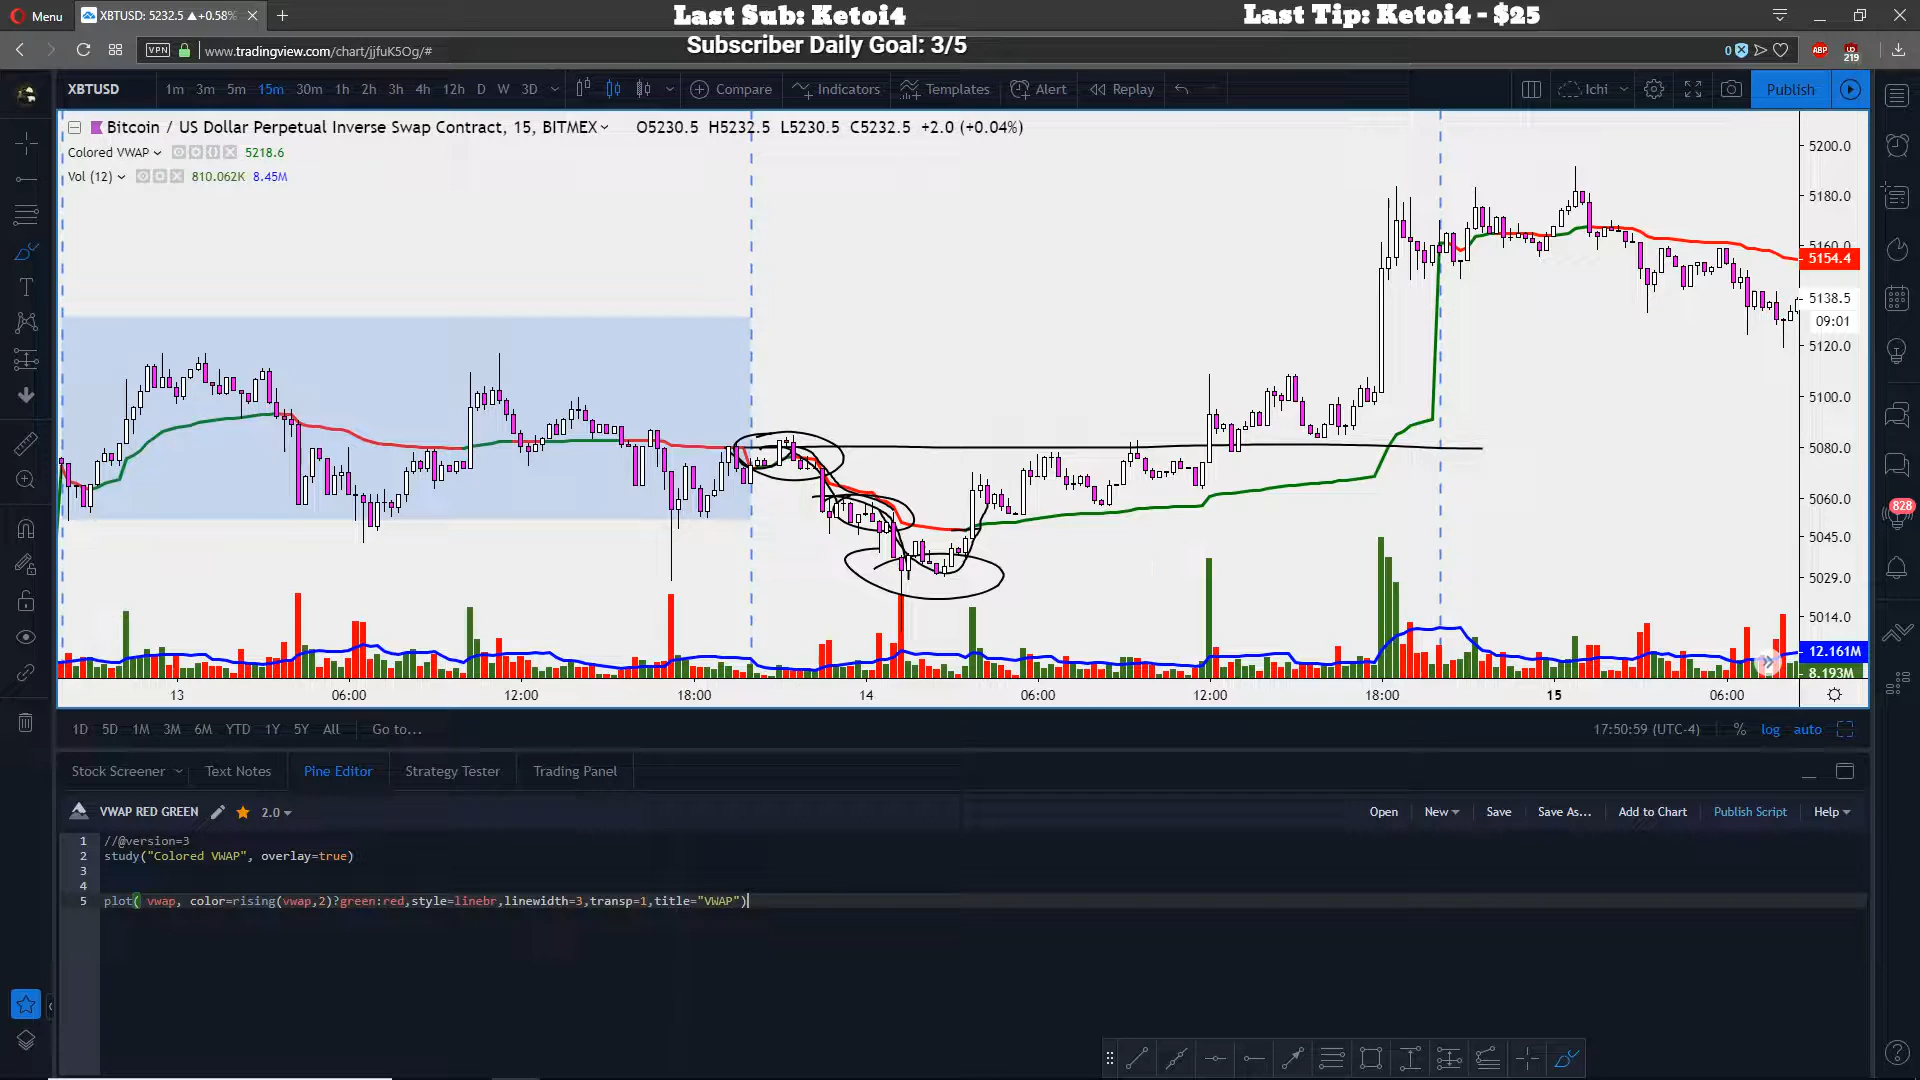 Last Sub: Ketoi4
Last Tip: Ketoi4 - $25
Subscriber Daily Goal: 3/5
Menu
XBTUSD: 5232.5 ▲+0.58%
VPN
www.tradingview.com/chart/jjfuK5Og/#
0
ABP
219
XBTUSD 1m 3m 5m 15m 30m 1h 2h 3h 4h 12h D W 3D
Compare Indicators Templates Alert Replay
Ichi Publish
Bitcoin / US Dollar Perpetual Inverse Swap Contract, 15, BITMEX O5230.5 H5232.5 L5230.5 C5232.5 +2.0 (+0.04%)
Colored VWAP 5218.6
Vol (12) 810.062K 8.45M
5200.0
5180.0
5160.0
5154.4
5138.5
09:01
5120.0
5100.0
5080.0
5060.0
5045.0
5029.0
5014.0
12.161M
8.193M
828
13 06:00 12:00 18:00 14 06:00 12:00 18:00 15 06:00
1D 5D 1M 3M 6M YTD 1Y 5Y All Go to...
17:50:59 (UTC-4) % log auto
Stock Screener Text Notes Pine Editor Strategy Tester Trading Panel
VWAP RED GREEN 2.0
Open New Save Save As... Add to Chart Publish Script Help
1 //@version=3
2 study("Colored VWAP", overlay=true)
3
4
5 plot( vwap, color=rising(vwap,2)?green:red,style=linebr,linewidth=3,transp=1,title="VWAP")